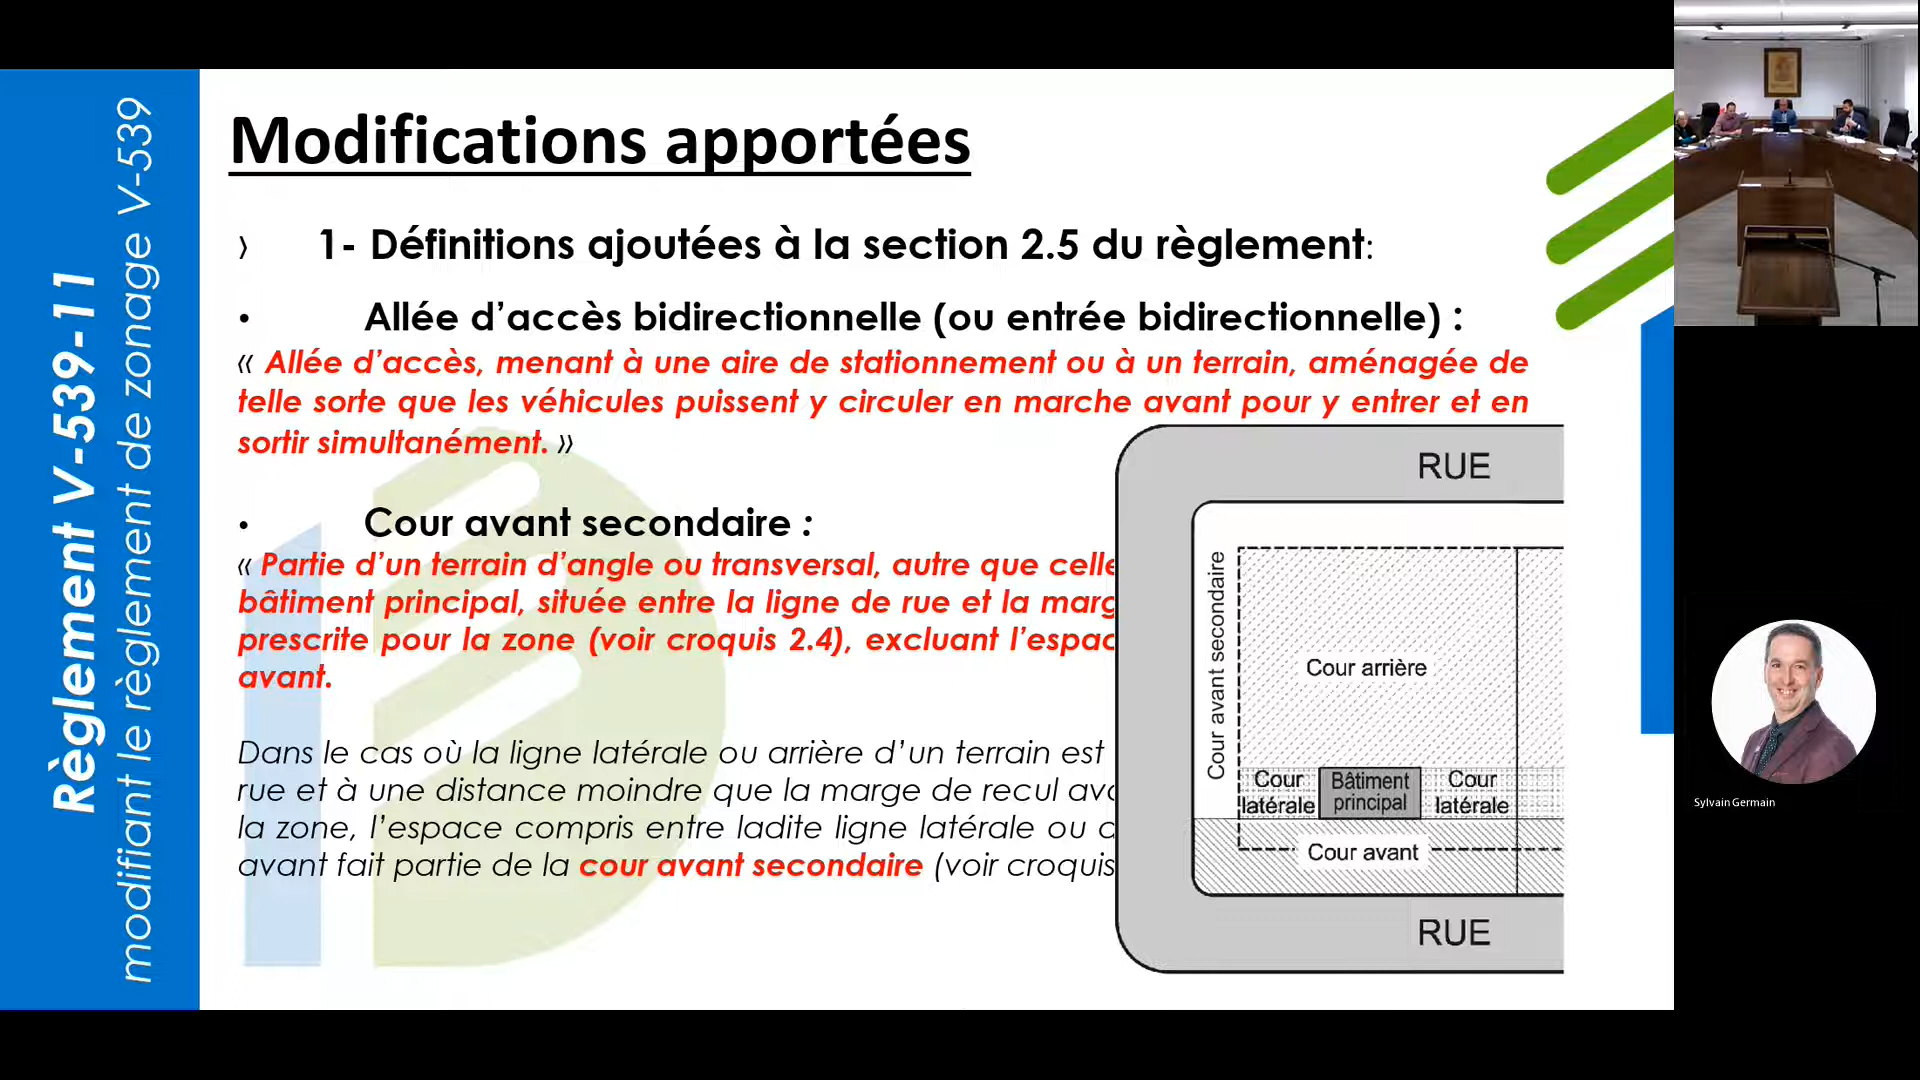 Règlement V-539-11
modifiant le règlement de zonage V-539
Modifications apportées
› 1- Définitions ajoutées à la section 2.5 du règlement:
• Allée d’accès bidirectionnelle (ou entrée bidirectionnelle) :
« Allée d’accès, menant à une aire de stationnement ou à un terrain, aménagée de
telle sorte que les véhicules puissent y circuler en marche avant pour y entrer et en
sortir simultanément. »
• Cour avant secondaire :
« Partie d’un terrain d’angle ou transversal, autre que celle
bâtiment principal, située entre la ligne de rue et la marg
prescrite pour la zone (voir croquis 2.4), excluant l’espac
avant.
Dans le cas où la ligne latérale ou arrière d’un terrain est
rue et à une distance moindre que la marge de recul ava
la zone, l’espace compris entre ladite ligne latérale ou
avant fait partie de la cour avant secondaire (voir croquis
RUE
Cour avant secondaire
Cour arrière
Cour
latérale
Bâtiment
principal
Cour
latérale
Cour avant
RUE
Sylvain Germain